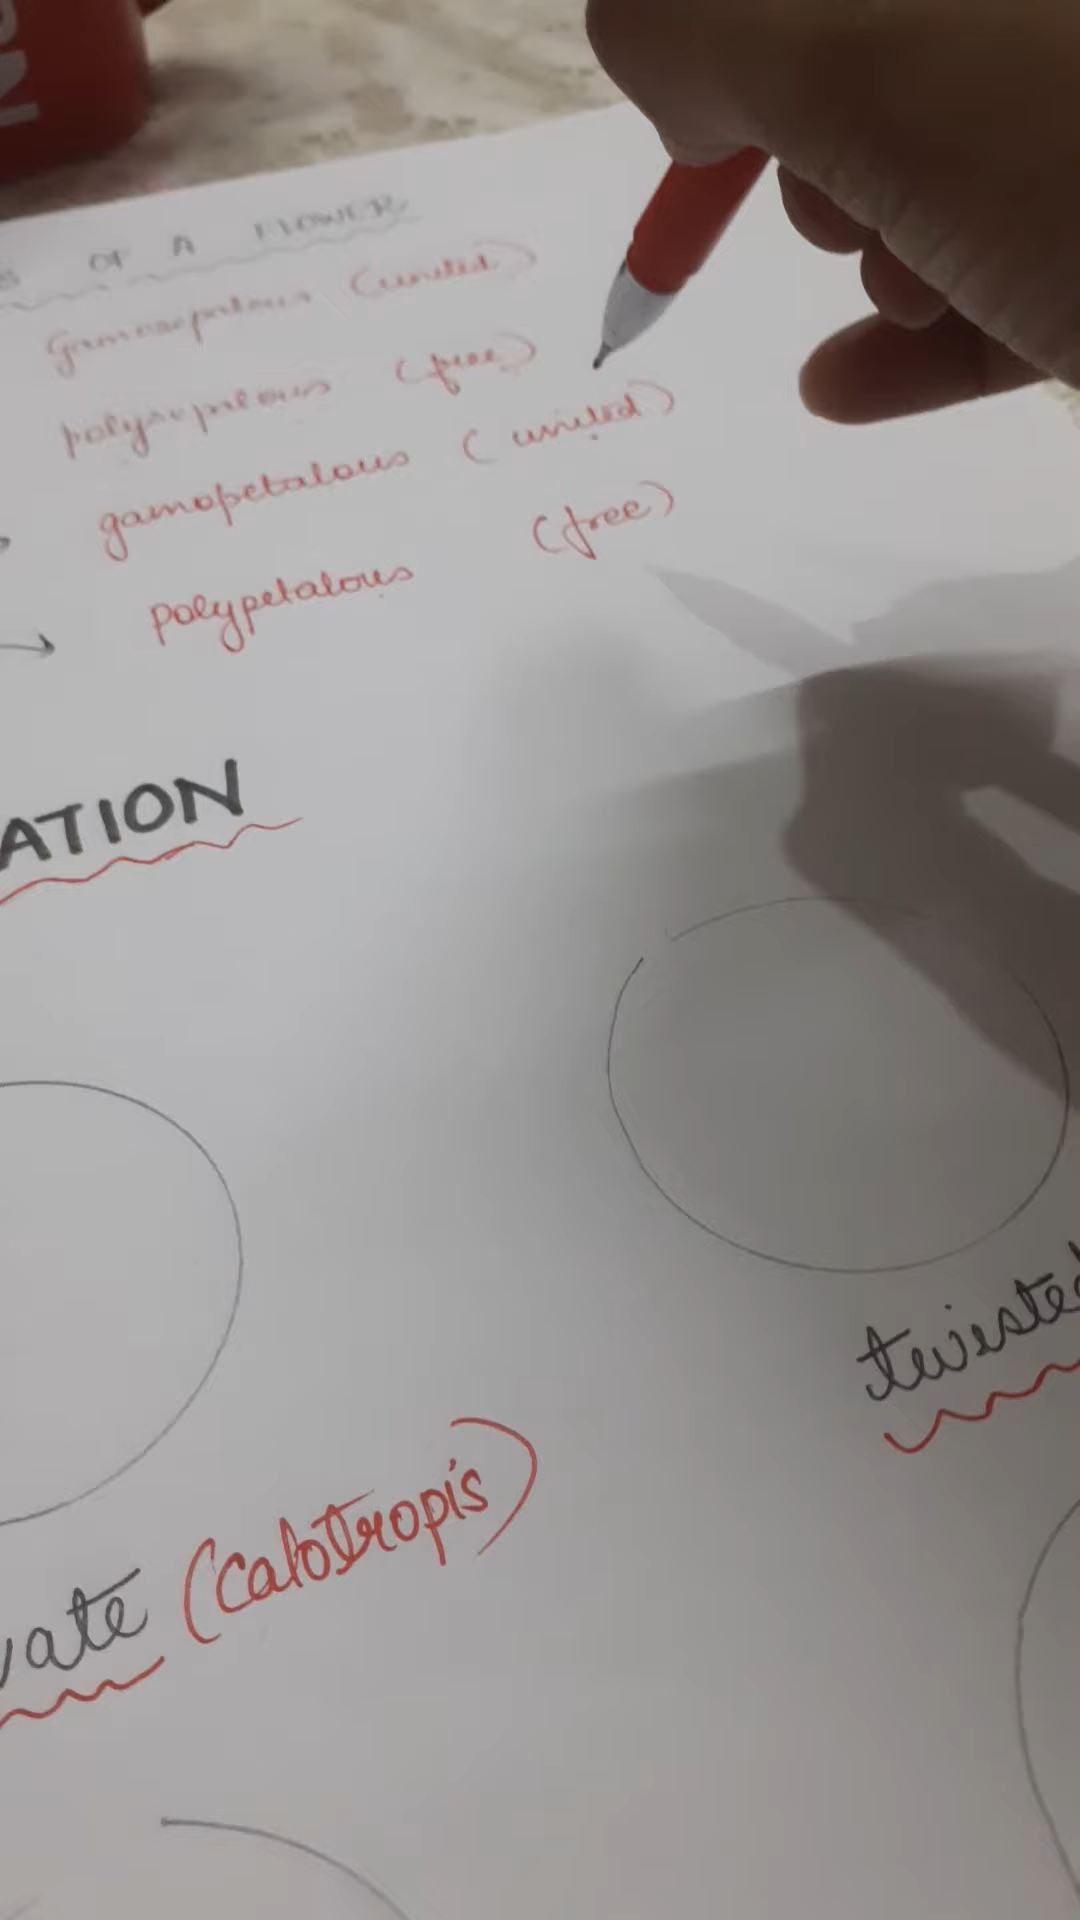 OF A FLOWER
Gamosepalous (united)
polysepalous (free)
gamopetalous (united)
polypetalous (free)
ATION
twisted
vate (calotropis)